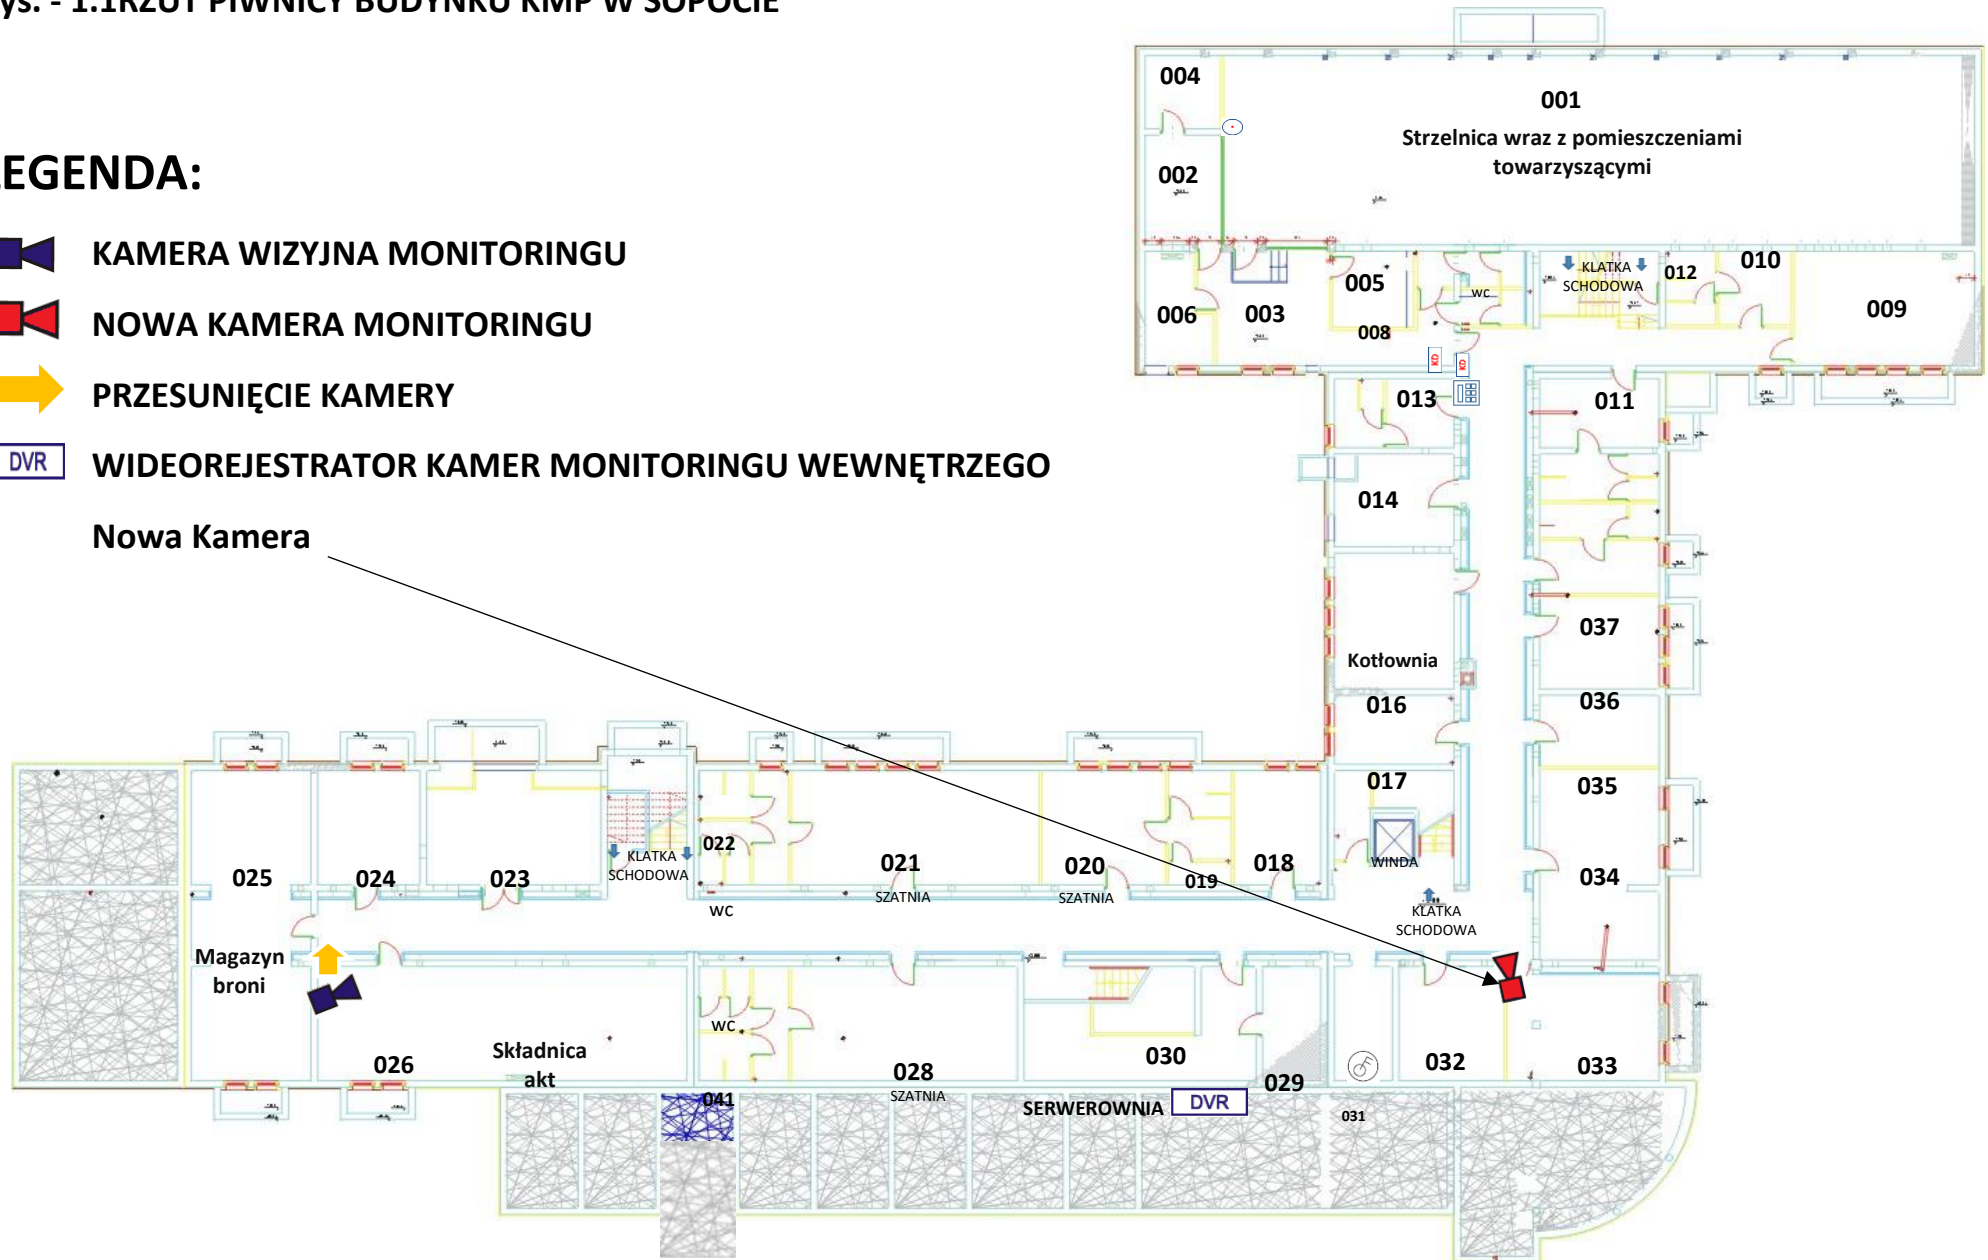 ys. - 1.1RZUT PIWNICY BUDYNKU KMP W SOPOCIE
EGENDA:
KAMERA WIZYJNA MONITORINGU
NOWA KAMERA MONITORINGU
PRZESUNIĘCIE KAMERY
DVR WIDEOREJESTRATOR KAMER MONITORINGU WEWNĘTRZEGO
Nowa Kamera
004
001
Strzelnica wraz z pomieszczeniami
towarzyszącymi
002
005
WC
KLATKA
SCHODOWA
012
010
006
003
008
009
KD
KD
013
011
014
037
Kotłownia
016
036
017
035
022
KLATKA
SCHODOWA
021
SZATNIA
020
SZATNIA
019
018
WINDA
034
025
024
023
WC
KLATKA
SCHODOWA
Magazyn
broni
026
Składnica
akt
WC
028
SZATNIA
030
029
032
033
041
SERWEROWNIA
DVR
031